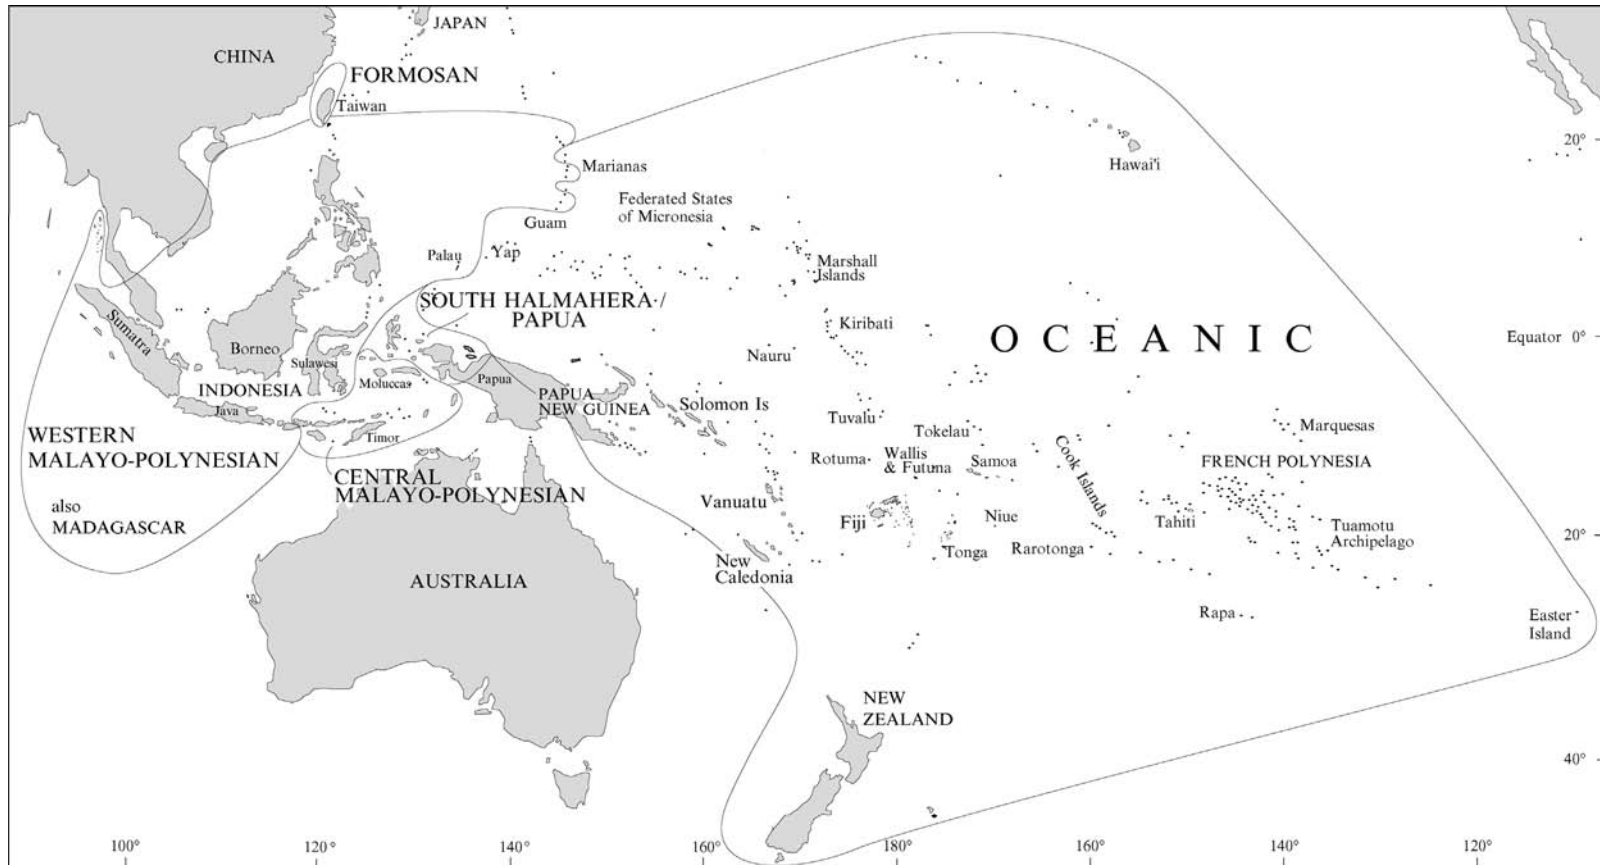 JAPAN
CHINA
FORMOSAN
Taiwan
20°
Hawai'i
Marianas
Federated States
of Micronesia
Guam
Palau
Yap
Marshall
Islands
SOUTH HALMAHERA /
PAPUA
Kiribati
OCEANIC
Equator 0°
Sumatra
Borneo
Sulawesi
Nauru
INDONESIA
Moluccas
Papua
Java
PAPUA
NEW GUINEA
Solomon Is
Tuvalu
Tokelau
Marquesas
WESTERN
MALAYO-POLYNESIAN
Timor
Rotuma
Wallis
& Futuna
Samoa
Cook Islands
FRENCH POLYNESIA
CENTRAL
MALAYO-POLYNESIAN
also
MADAGASCAR
Vanuatu
Fiji
Niue
Tahiti
Tuamotu
Archipelago
20°
Tonga
Rarotonga
New
Caledonia
AUSTRALIA
Rapa
Easter
Island
NEW
ZEALAND
40°
100°
120°
140°
160°
180°
160°
140°
120°